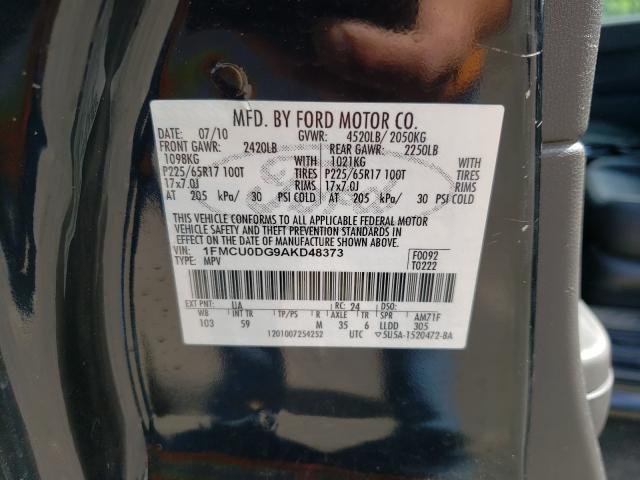 MFD. BY FORD MOTOR CO.
DATE: 07/10 GVWR: 4520LB/ 2050KG
FRONT GAWR: 2420LB REAR GAWR: 2250LB
1098KG WITH 1021KG WITH
P225/65R17 100T TIRES P225/65R17 100T TIRES
17x7.0J RIMS 17x7.0J RIMS
AT 205 kPa/ 30 PSI COLD AT 205 kPa/ 30 PSI COLD
THIS VEHICLE CONFORMS TO ALL APPLICABLE FEDERAL MOTOR
VEHICLE SAFETY AND THEFT PREVENTION STANDARDS IN
EFFECT ON THE DATE OF MANUFACTURE SHOWN ABOVE.
VIN: 1FMCU0DG9AKD48373 F0092
TYPE: MPV T0222
EXT PNT: UA RC: 24 DSO:
WB INT TR TP/PS R AXLE TR SPR AM71F
103 59 M 35 6 LLDD 305
1201007254252 UTC 5U5A-1520472-BA
Ford